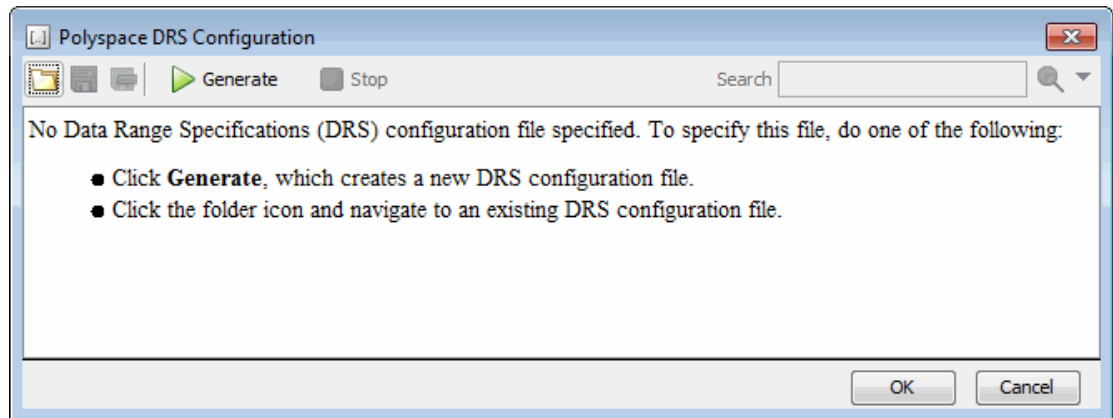 Polyspace DRS Configuration
Generate Stop Search
No Data Range Specifications (DRS) configuration file specified. To specify this file, do one of the following:
● Click Generate, which creates a new DRS configuration file.
● Click the folder icon and navigate to an existing DRS configuration file.
OK Cancel